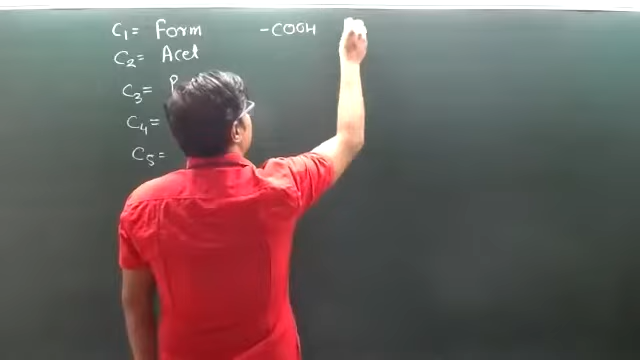 C₁ = Form -COOH
C₂ = Acet
C₃ = P
C₄ =
C₅ =